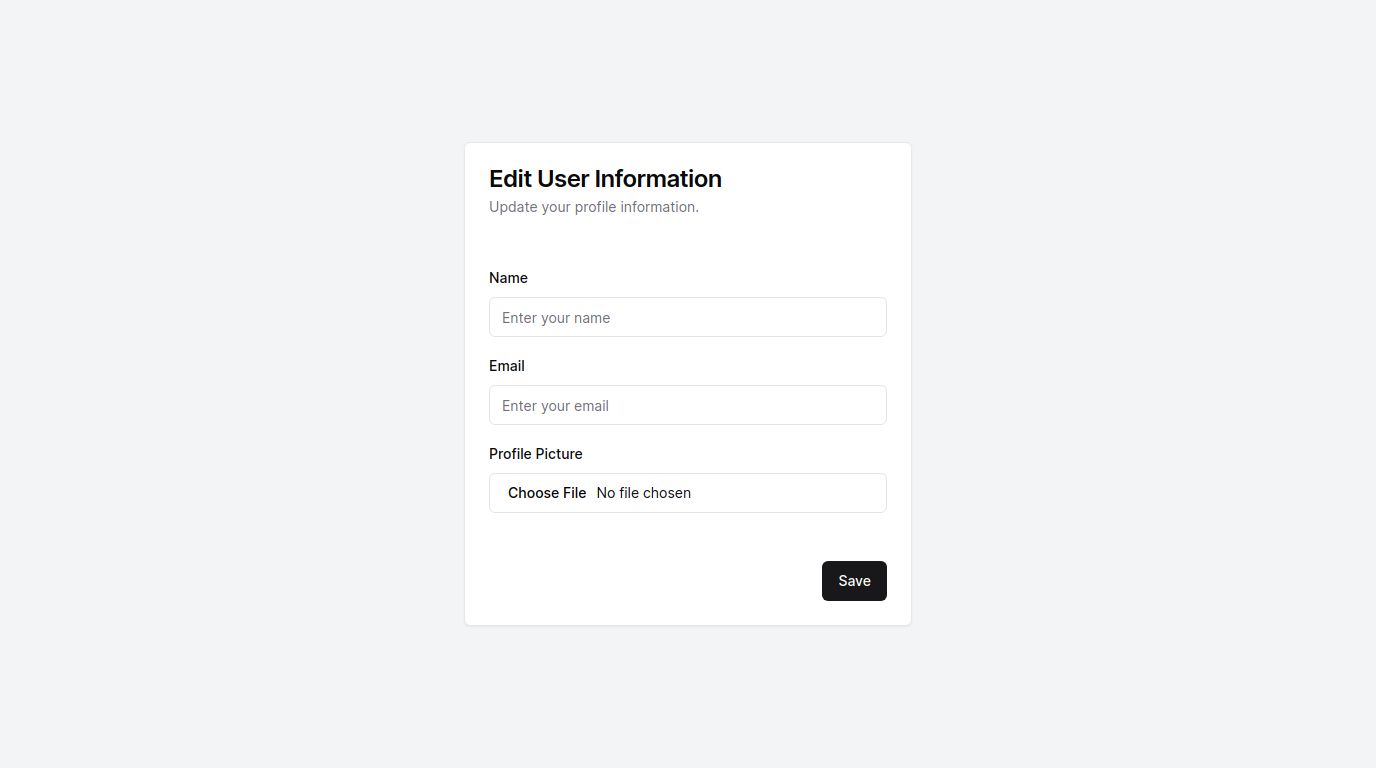 Edit User Information
Update your profile information.
Name
Enter your name
Email
Enter your email
Profile Picture
Choose File No file chosen
Save